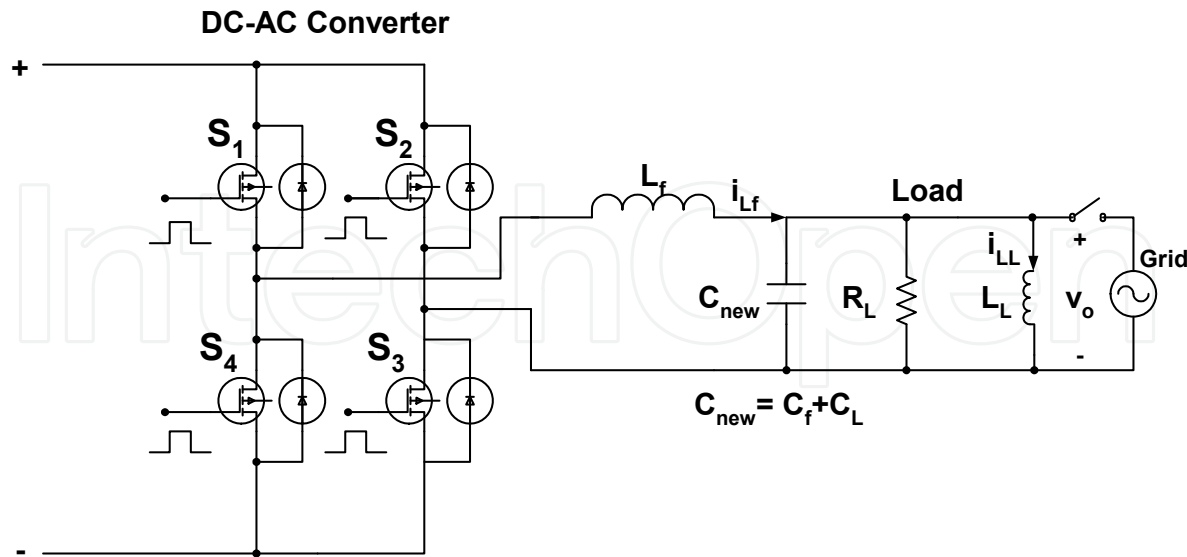 DC-AC Converter
+
S1
S2
Lf
iLf
Load
+
iLL
Grid
Cnew
RL
LL
vo
-
S4
S3
Cnew= Cf+CL
-
IntechOpen